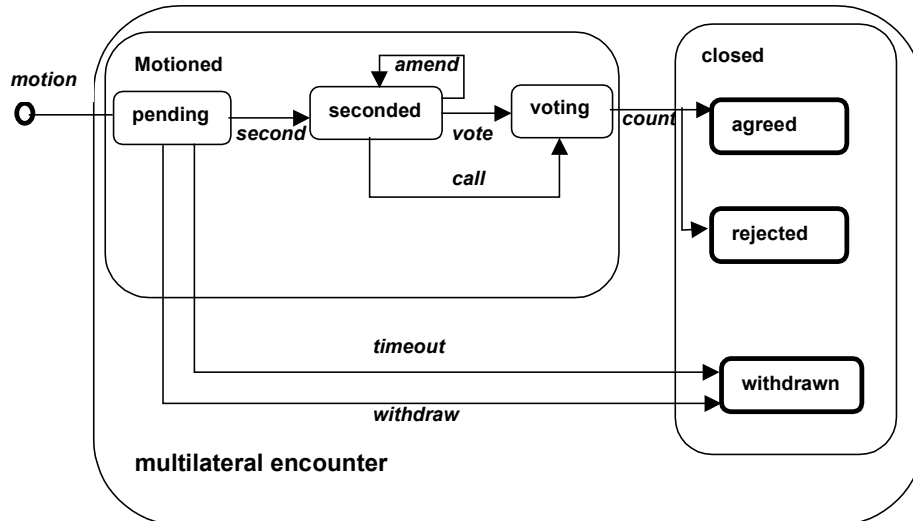 Motioned
closed
motion
amend
pending
seconded
voting
second
vote
count
agreed
call
rejected
timeout
withdrawn
withdraw
multilateral encounter